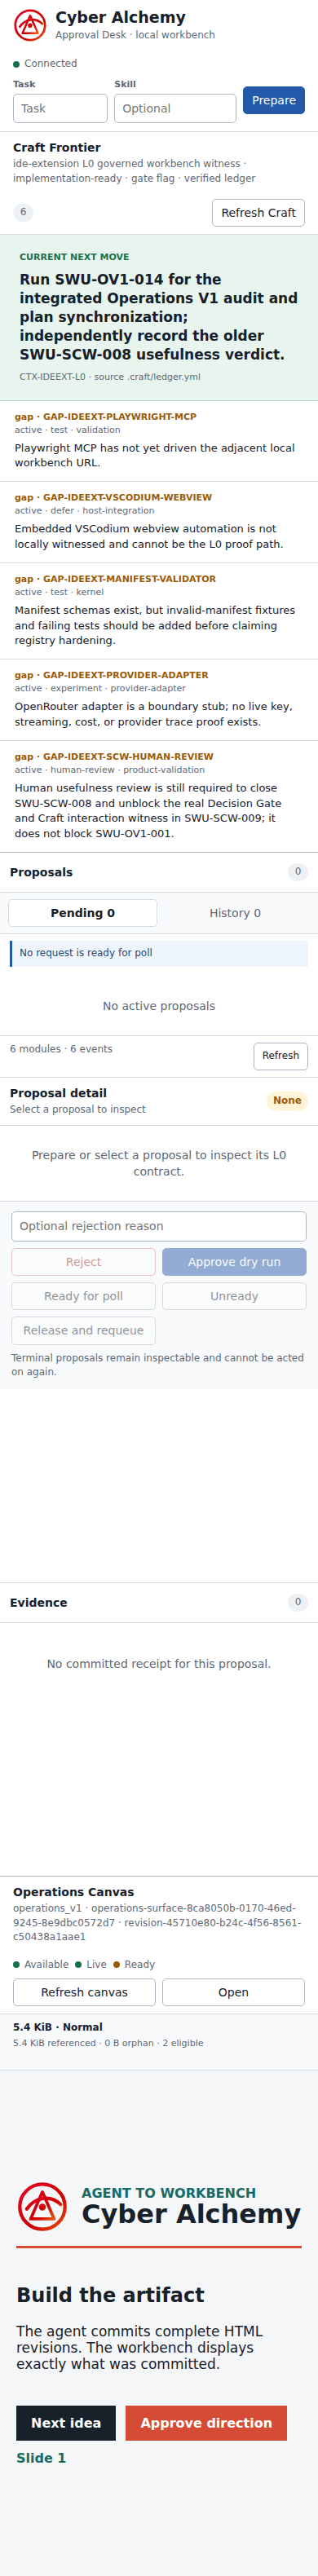 Cyber Alchemy
Approval Desk · local workbench
Connected
Task
Skill
Task
Optional
Prepare
Craft Frontier
ide-extension L0 governed workbench witness ·
implementation-ready · gate flag · verified ledger
6
Refresh Craft
CURRENT NEXT MOVE
Run SWU-OV1-014 for the
integrated Operations V1 audit and
plan synchronization;
independently record the older
SWU-SCW-008 usefulness verdict.
CTX-IDEEXT-L0 · source .craft/ledger.yml
gap · GAP-IDEEXT-PLAYWRIGHT-MCP
active · test · validation
Playwright MCP has not yet driven the adjacent local
workbench URL.
gap · GAP-IDEEXT-VSCODIUM-WEBVIEW
active · defer · host-integration
Embedded VSCodium webview automation is not
locally witnessed and cannot be the L0 proof path.
gap · GAP-IDEEXT-MANIFEST-VALIDATOR
active · test · kernel
Manifest schemas exist, but invalid-manifest fixtures
and failing tests should be added before claiming
registry hardening.
gap · GAP-IDEEXT-PROVIDER-ADAPTER
active · experiment · provider-adapter
OpenRouter adapter is a boundary stub; no live key,
streaming, cost, or provider trace proof exists.
gap · GAP-IDEEXT-SCW-HUMAN-REVIEW
active · human-review · product-validation
Human usefulness review is still required to close
SWU-SCW-008 and unblock the real Decision Gate
and Craft interaction witness in SWU-SCW-009; it
does not block SWU-OV1-001.
Proposals
0
Pending 0
History 0
No request is ready for poll
No active proposals
6 modules · 6 events
Refresh
Proposal detail
Select a proposal to inspect
None
Prepare or select a proposal to inspect its L0
contract.
Optional rejection reason
Reject
Approve dry run
Ready for poll
Unready
Release and requeue
Terminal proposals remain inspectable and cannot be acted
on again.
Evidence
0
No committed receipt for this proposal.
Operations Canvas
operations_v1 · operations-surface-8ca8050b-0170-46ed-
9245-8e9dbc0572d7 · revision-45710e80-b24c-4f56-8561-
c50438a1aae1
Available
Live
Ready
Refresh canvas
Open
5.4 KiB · Normal
5.4 KiB referenced · 0 B orphan · 2 eligible
AGENT TO WORKBENCH
Cyber Alchemy
Build the artifact
The agent commits complete HTML
revisions. The workbench displays
exactly what was committed.
Next idea
Approve direction
Slide 1